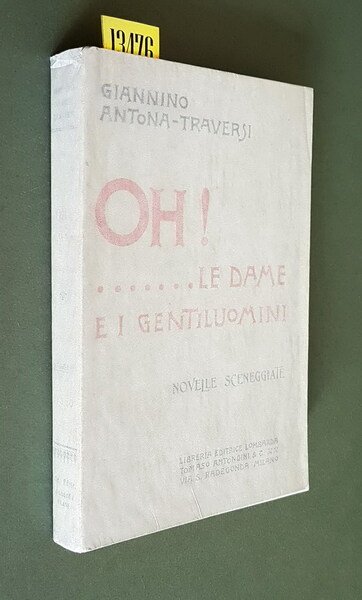 13476
GIANNINO
ANTONA-TRAVERSI
OH!
........LE DAME
E I GENTILUOMINI
NOVELLE SCENEGGIATE
LIBRERIA EDITRICE LOMBARDA
TOMASO ANTONGINI & C.
VIA S. RADEGONDA MILANO